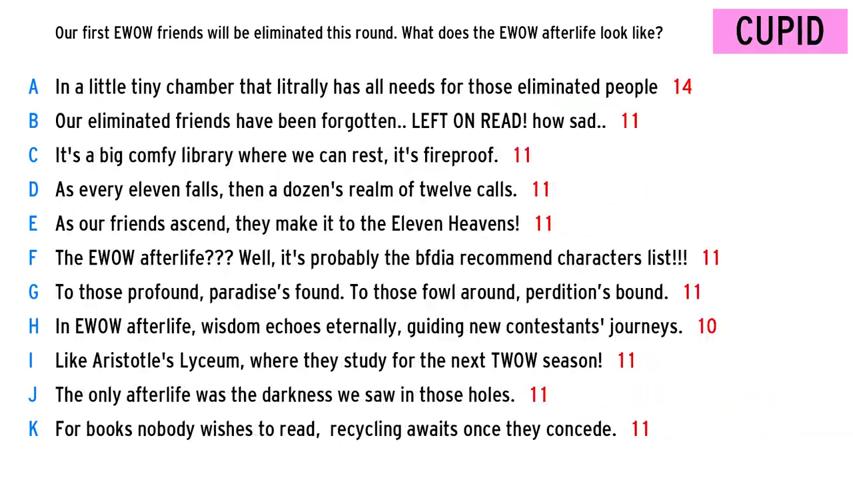 Our first EWOW friends will be eliminated this round. What does the EWOW afterlife look like?
CUPID
A In a little tiny chamber that litrally has all needs for those eliminated people 14
B Our eliminated friends have been forgotten.. LEFT ON READ! how sad.. 11
C It's a big comfy library where we can rest, it's fireproof. 11
D As every eleven falls, then a dozen's realm of twelve calls. 11
E As our friends ascend, they make it to the Eleven Heavens! 11
F The EWOW afterlife??? Well, it's probably the bfdia recommend characters list!!! 11
G To those profound, paradise’s found. To those fowl around, perdition’s bound. 11
H In EWOW afterlife, wisdom echoes eternally, guiding new contestants' journeys. 10
I Like Aristotle's Lyceum, where they study for the next TWOW season! 11
J The only afterlife was the darkness we saw in those holes. 11
K For books nobody wishes to read, recycling awaits once they concede. 11